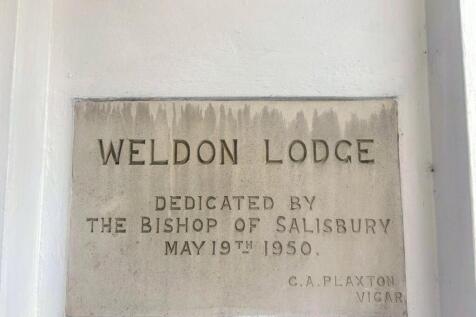 WELDON LODGE
DEDICATED BY
THE BISHOP OF SALISBURY
MAY 19TH 1950.
C.A. PLAXTON
VICAR